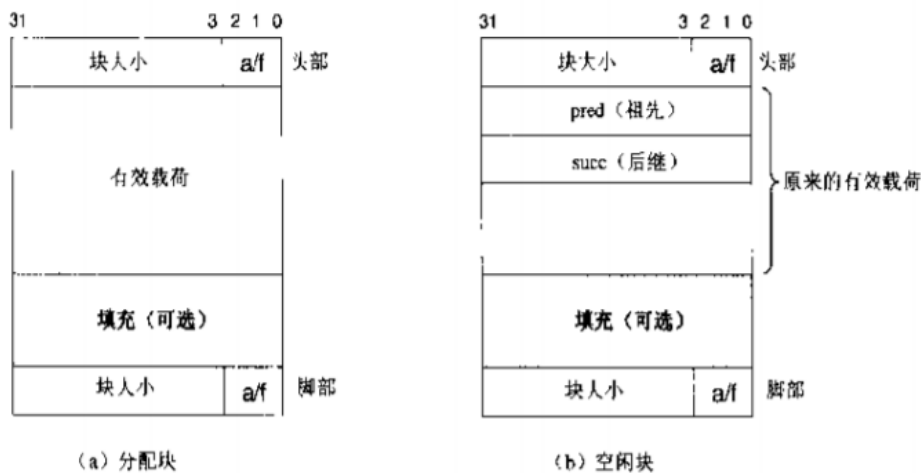 31 3 2 1 0
块大小 a/f 头部
有效载荷
填充（可选）
块大小 a/f 脚部
（a）分配块
31 3 2 1 0
块大小 a/f 头部
pred（祖先）
succ（后继）
原来的有效载荷
填充（可选）
块大小 a/f 脚部
（b）空闲块